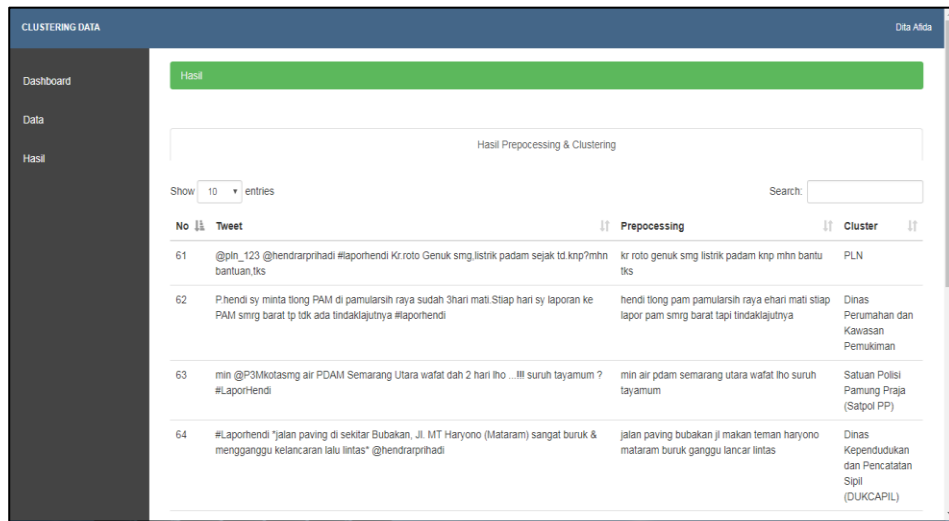 CLUSTERING DATA
Dita Afida
Dashboard
Data
Hasil
Hasil
Hasil Prepocessing & Clustering
Show 10 entries
Search:
No Tweet Prepocessing Cluster
61 @pln_123 @hendrarprihadi #laporhendi Kr.roto Genuk smg,listrik padam sejak td.knp?mhn kr roto genuk smg listrik padam knp mhn bantu PLN
bantuan,tks tks
62 P.hendi sy minta tlong PAM di pamularsih raya sudah 3hari mati.Stiap hari sy laporan ke hendi tlong pam pamularsih raya ehari mati stiap Dinas
PAM smrg barat tp tdk ada tindaklajutnya #laporhendi lapor pam smrg barat tapi tindaklajutnya Perumahan dan
Kawasan
Pemukiman
63 min @P3Mkotasmg air PDAM Semarang Utara wafat dah 2 hari lho ...!!!! suruh tayamum ? min air pdam semarang utara wafat lho suruh Satuan Polisi
#LaporHendi tayamum Pamung Praja
(Satpol PP)
64 #Laporhendi "jalan paving di sekitar Bubakan, Jl. MT Haryono (Mataram) sangat buruk & jalan paving bubakan jl makan teman haryono Dinas
mengganggu kelancaran lalu lintas" @hendrarprihadi mataram buruk ganggu lancar lintas Kependudukan
dan Pencatatan
Sipil
(DUKCAPIL)